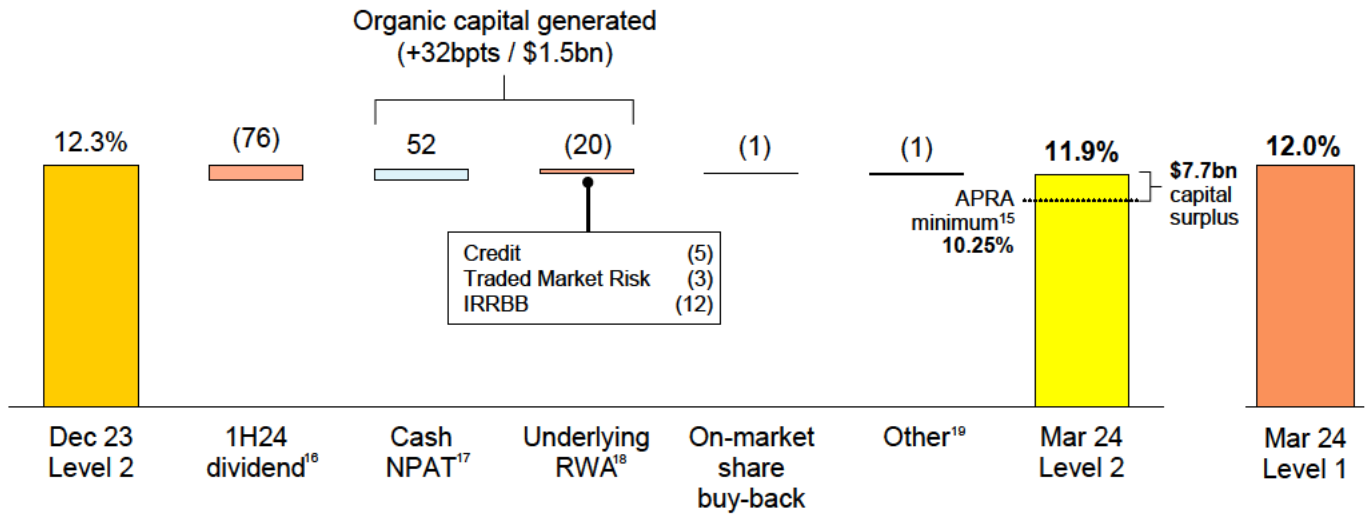 Organic capital generated
(+32bpts / $1.5bn)
12.3%
(76)
52
(20)
(1)
(1)
11.9%
12.0%
$7.7bn
capital
surplus
APRA
minimum¹⁵
10.25%
Credit (5)
Traded Market Risk (3)
IRRBB (12)
Dec 23
Level 2
1H24
dividend¹⁶
Cash
NPAT¹⁷
Underlying
RWA¹⁸
On-market
share
buy-back
Other¹⁹
Mar 24
Level 2
Mar 24
Level 1